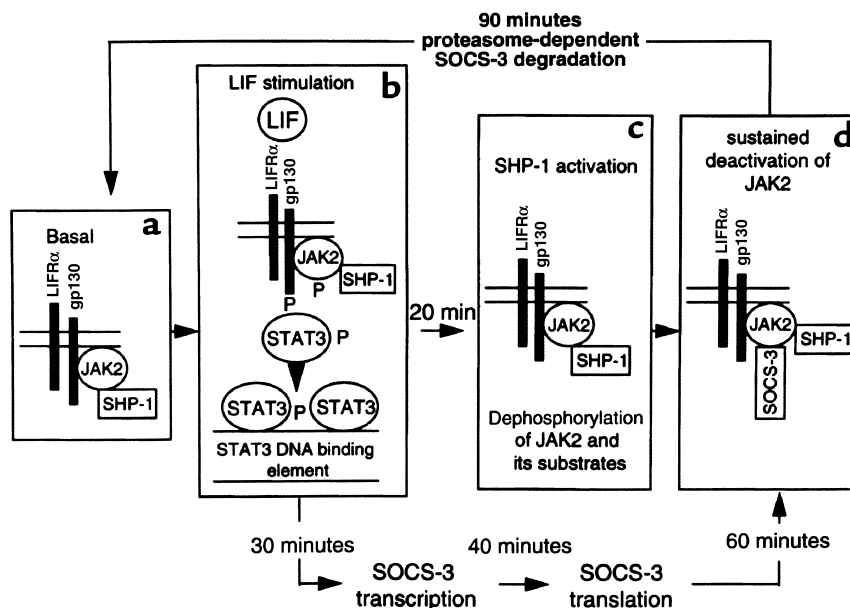 90 minutes
proteasome-dependent
SOCS-3 degradation
a
Basal
LIFRα
gp130
JAK2
SHP-1
b
LIF stimulation
LIF
LIFRα
gp130
JAK2
SHP-1
P
P
STAT3 P
STAT3 P STAT3
STAT3 DNA binding
element
20 min
c
SHP-1 activation
LIFRα
gp130
JAK2
SHP-1
Dephosphorylation
of JAK2 and
its substrates
d
sustained
deactivation of
JAK2
LIFRα
gp130
JAK2
SHP-1
SOCS-3
30 minutes
SOCS-3
transcription
40 minutes
SOCS-3
translation
60 minutes